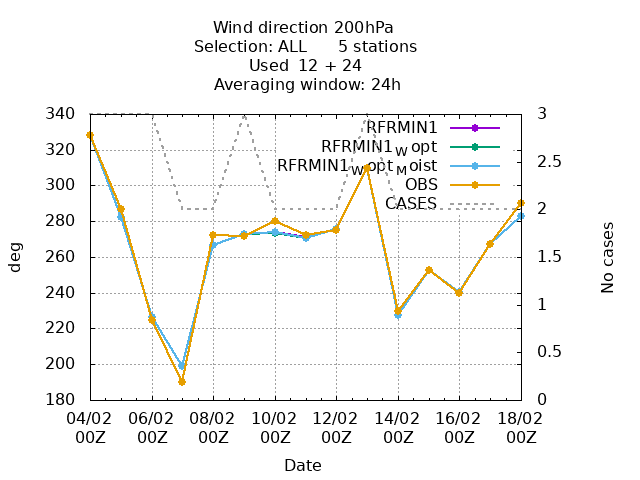 Wind direction 200hPa
Selection: ALL 5 stations
Used 12 + 24
Averaging window: 24h
340
320
300
280
260
240
220
200
180
deg
3
2.5
2
1.5
1
0.5
0
No cases
RFRMIN1
RFRMIN1W opt
RFRMIN1W opt Moist
OBS
CASES
04/02 00Z
06/02 00Z
08/02 00Z
10/02 00Z
12/02 00Z
14/02 00Z
16/02 00Z
18/02 00Z
Date